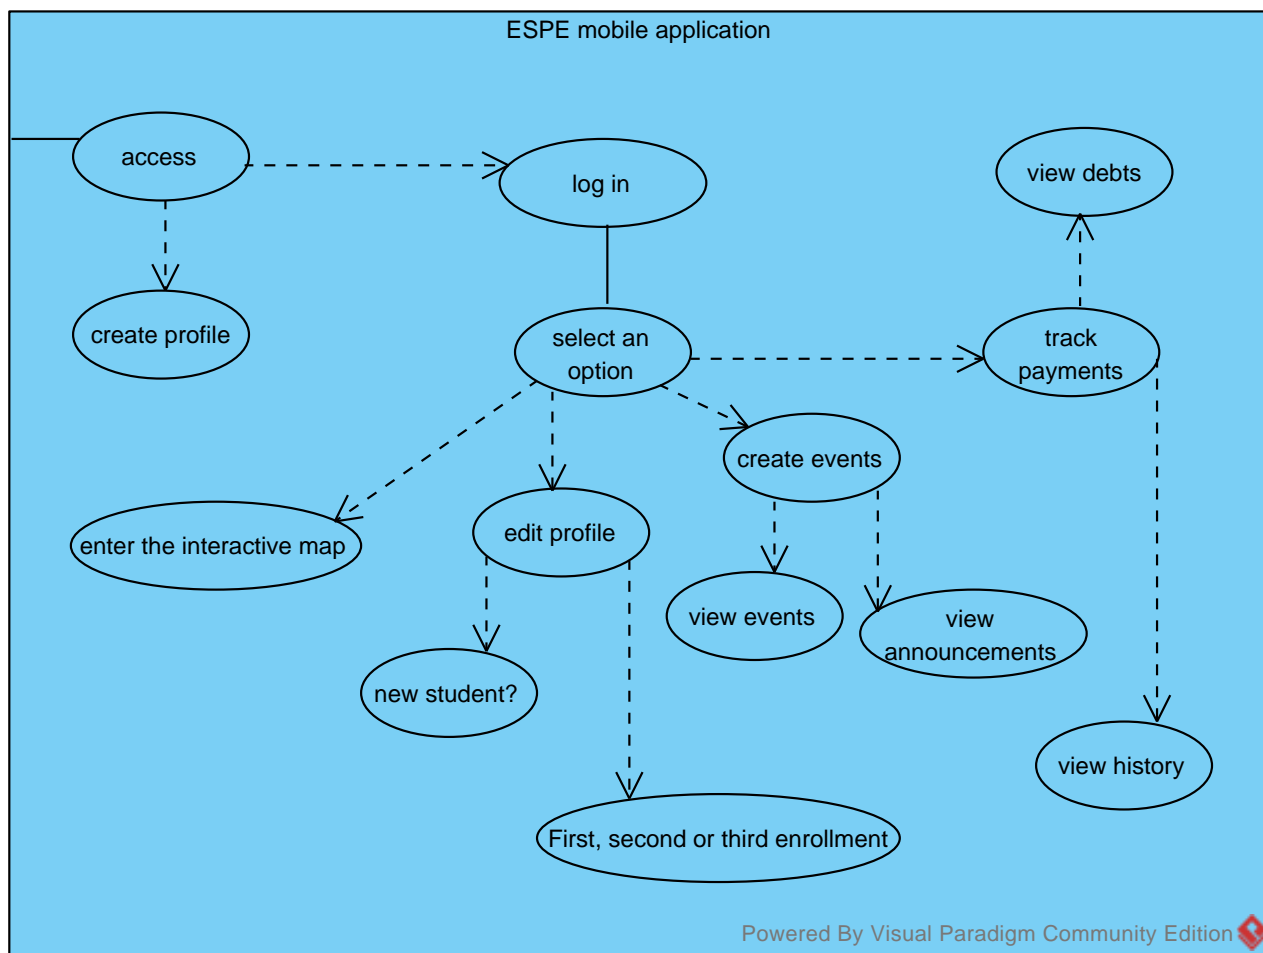 ESPE mobile application
access
log in
view debts
create profile
select an
option
track
payments
create events
enter the interactive map
edit profile
view events
view
announcements
new student?
view history
First, second or third enrollment
Powered By Visual Paradigm Community Edition